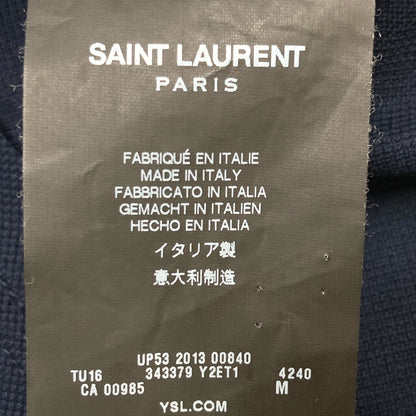 SAINT LAURENT
PARIS
FABRIQUÉ EN ITALIE
MADE IN ITALY
FABBRICATO IN ITALIA
GEMACHT IN ITALIEN
HECHO EN ITALIA
イタリア製
意大利制造
UP53 2013 00840
TU16 343379 Y2ET1 4240
CA 00985 M
YSL.COM